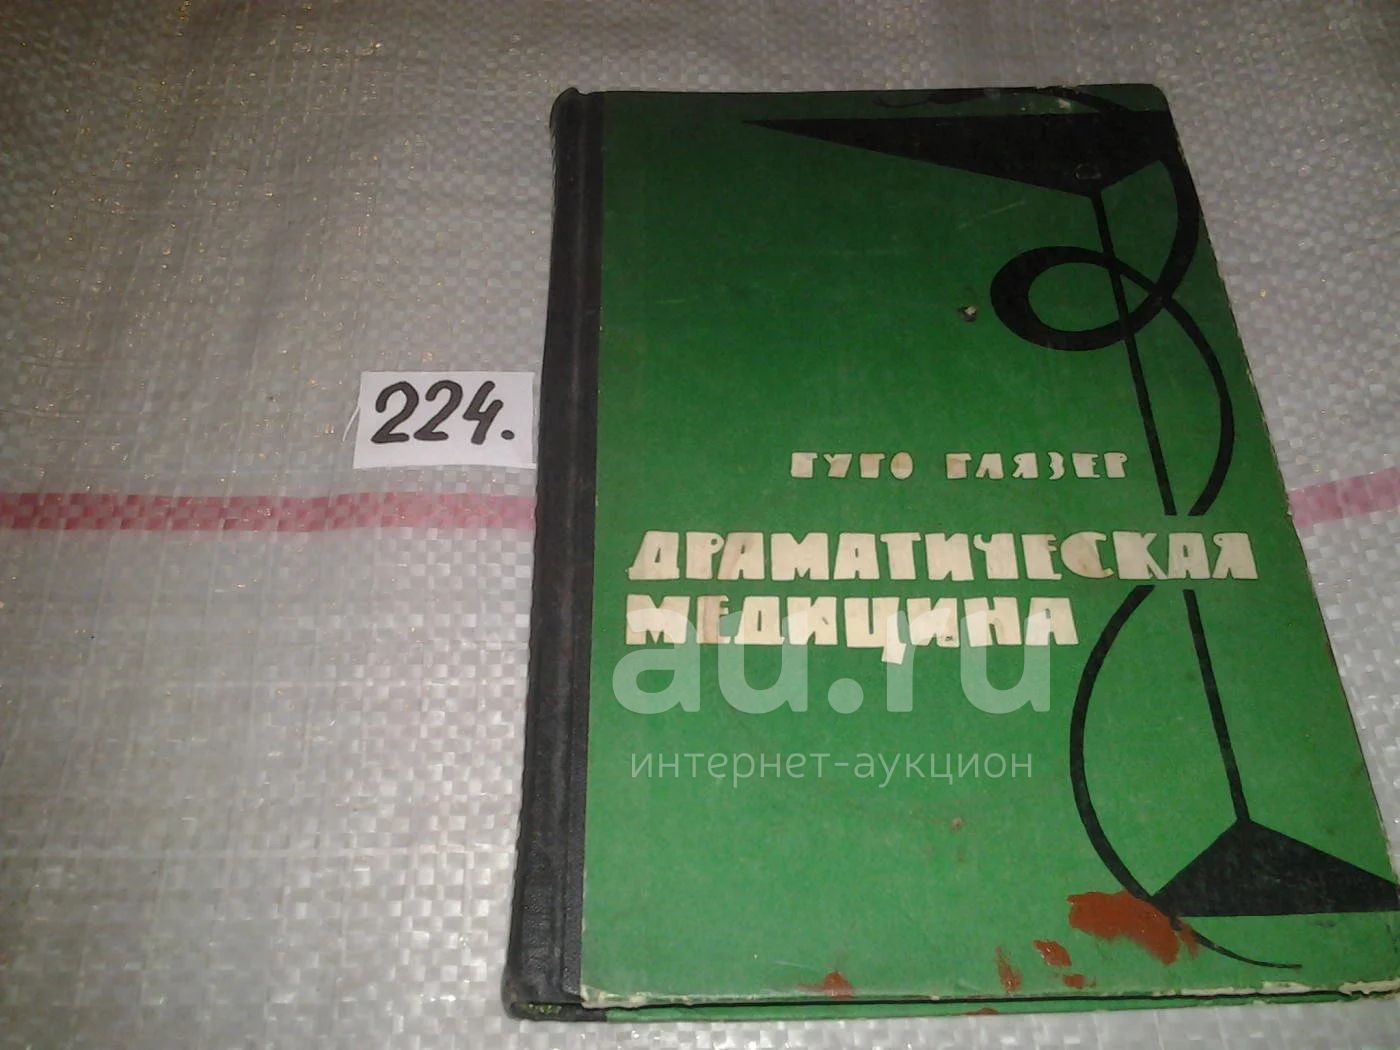 224.
ГУГО ГЛЯЗЕР
ДРАМАТИЧЕСКАЯ
МЕДИЦИНА
au.ru
интернет-аукцион